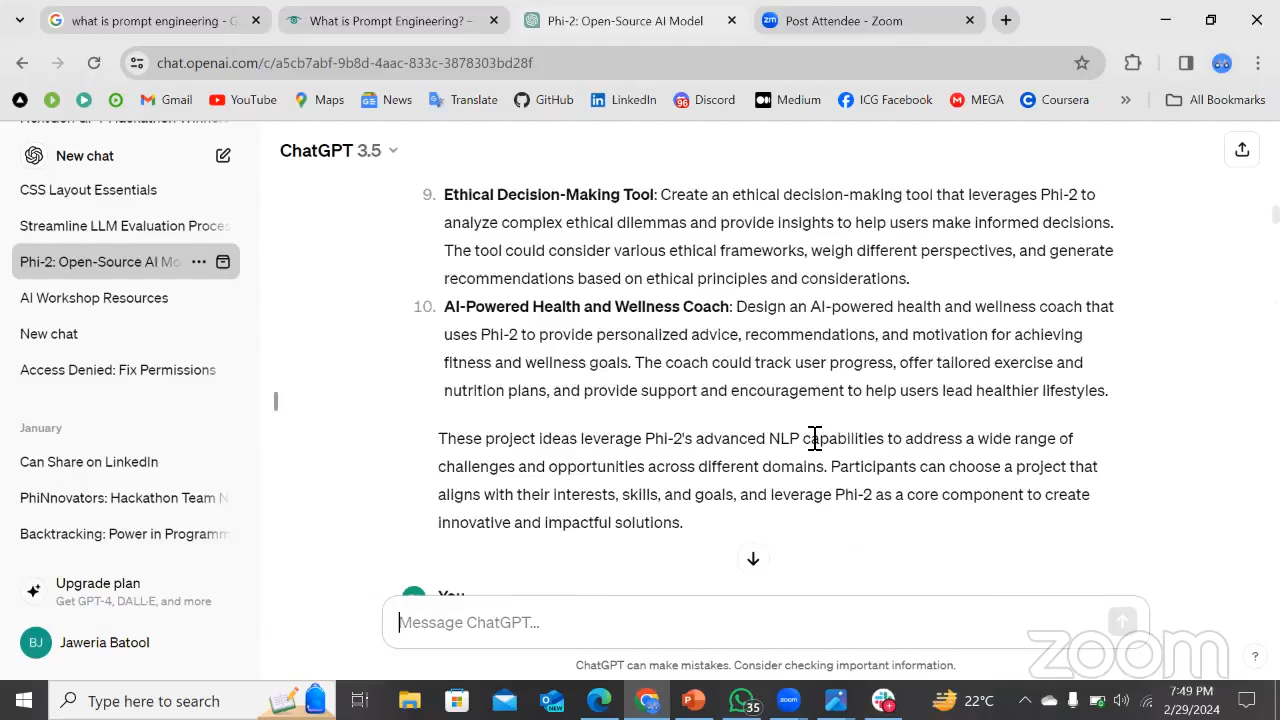 what is prompt engineering - G
What is Prompt Engineering? –
Phi-2: Open-Source AI Model
zm Post Attendee - Zoom
chat.openai.com/c/a5cb7abf-9b8d-4aac-833c-3878303bd28f
Gmail YouTube Maps News Translate GitHub LinkedIn 96 Discord Medium ICG Facebook MEGA Coursera » All Bookmarks
New chat
CSS Layout Essentials
Streamline LLM Evaluation Proces
Phi-2: Open-Source AI Mo
AI Workshop Resources
New chat
Access Denied: Fix Permissions
January
Can Share on LinkedIn
PhiNnovators: Hackathon Team N
Backtracking: Power in Programm
Upgrade plan
Get GPT-4, DALL·E, and more
BJ Jaweria Batool
ChatGPT 3.5
9. Ethical Decision-Making Tool: Create an ethical decision-making tool that leverages Phi-2 to
analyze complex ethical dilemmas and provide insights to help users make informed decisions.
The tool could consider various ethical frameworks, weigh different perspectives, and generate
recommendations based on ethical principles and considerations.
10. AI-Powered Health and Wellness Coach: Design an AI-powered health and wellness coach that
uses Phi-2 to provide personalized advice, recommendations, and motivation for achieving
fitness and wellness goals. The coach could track user progress, offer tailored exercise and
nutrition plans, and provide support and encouragement to help users lead healthier lifestyles.
These project ideas leverage Phi-2's advanced NLP capabilities to address a wide range of
challenges and opportunities across different domains. Participants can choose a project that
aligns with their interests, skills, and goals, and leverage Phi-2 as a core component to create
innovative and impactful solutions.
You
Message ChatGPT...
ChatGPT can make mistakes. Consider checking important information.
?
zoom
Type here to search
NEW
35
zoom
22°C
7:49 PM
2/29/2024